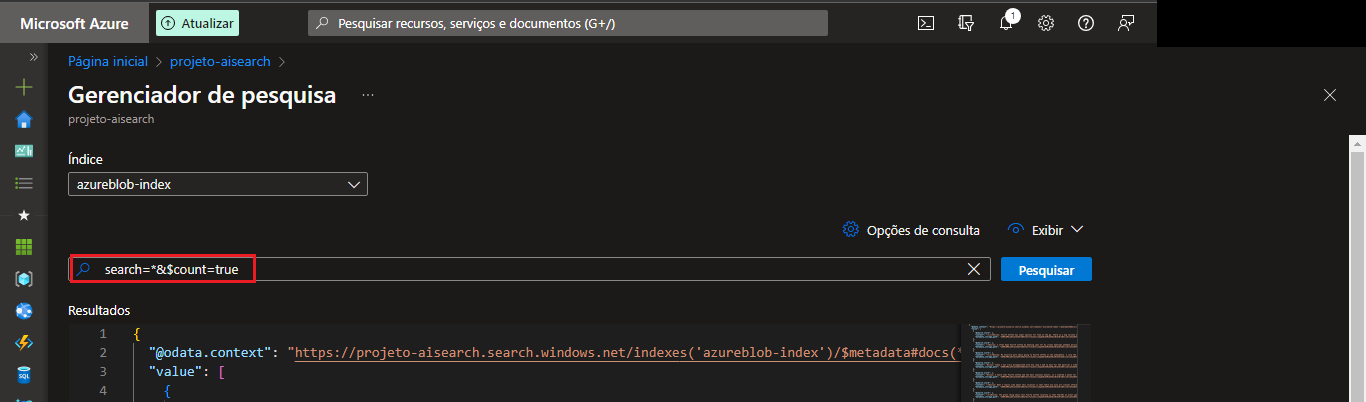 Microsoft Azure
Atualizar
Pesquisar recursos, serviços e documentos (G+/)
1
Página inicial > projeto-aisearch >
Gerenciador de pesquisa ...
projeto-aisearch
Índice
azureblob-index
Opções de consulta
Exibir
search=*&$count=true
Pesquisar
Resultados
1 {
2 "@odata.context": "https://projeto-aisearch.search.windows.net/indexes('azureblob-index')/$metadata#docs(*
3 "value": [
4 {
SQL